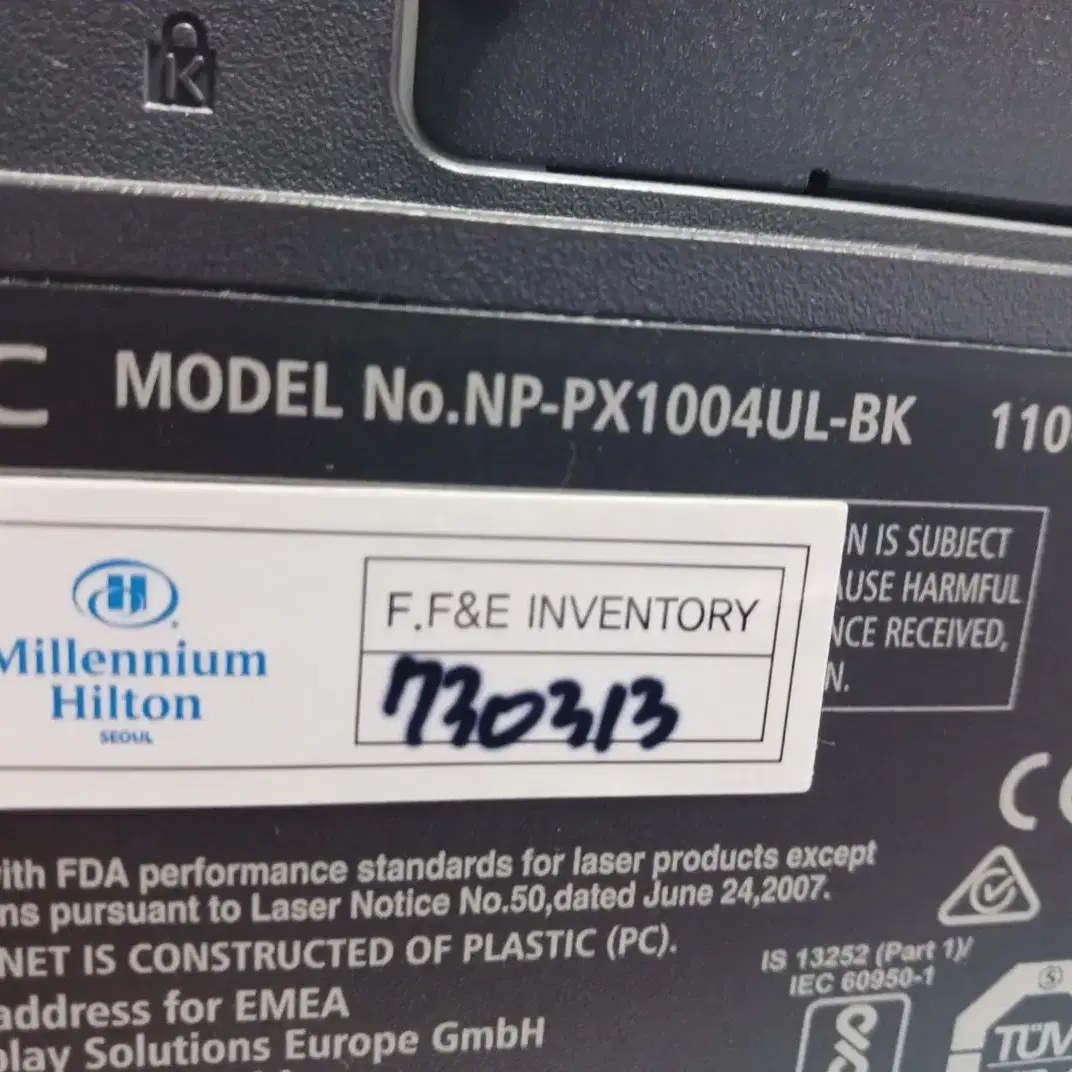 K
C MODEL No.NP-PX1004UL-BK 110
N IS SUBJECT
AUSE HARMFUL
NCE RECEIVED,
N.
H
Millennium
Hilton
SEOUL
F.F&E INVENTORY
730313
CE
ith FDA performance standards for laser products except
ns pursuant to Laser Notice No.50,dated June 24,2007.
NET IS CONSTRUCTED OF PLASTIC (PC).
address for EMEA
play Solutions Europe GmbH
IS 13252 (Part 1)/
IEC 60950-1
S
TÜV